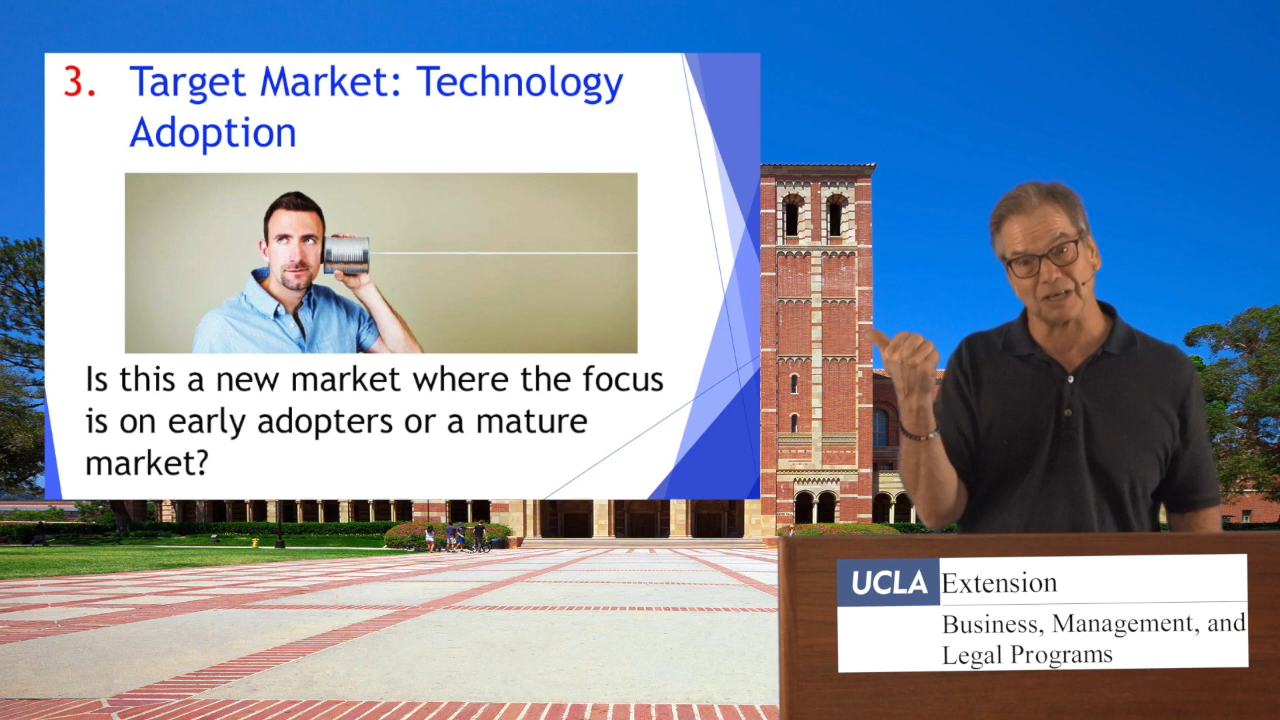 3. Target Market: Technology
Adoption
Is this a new market where the focus
is on early adopters or a mature
market?
UCLA Extension
Business, Management, and
Legal Programs